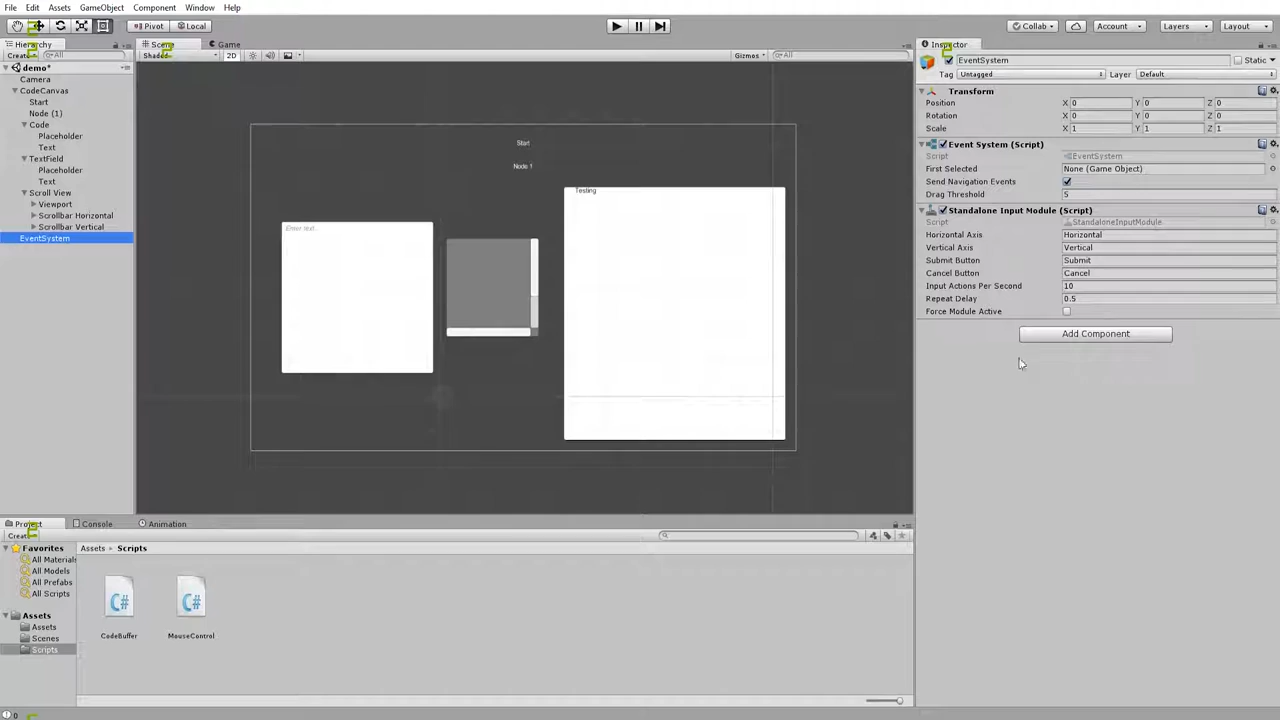 File Edit Assets GameObject Component Window Help
Pivot Local Collab Account Layers Layout
Hierarchy
Create All
demo*
Camera
CodeCanvas
Start
Node (1)
Code
Placeholder
Text
TextField
Placeholder
Text
Scroll View
Viewport
Scrollbar Horizontal
Scrollbar Vertical
EventSystem
Scene Game
Shaded 2D Gizmos All
Start
Node 1
Enter text...
Testing
Inspector
EventSystem Static
Tag Untagged Layer Default
Transform
Position X 0 Y 0 Z 0
Rotation X 0 Y 0 Z 0
Scale X 1 Y 1 Z 1
Event System (Script)
Script EventSystem
First Selected None (Game Object)
Send Navigation Events
Drag Threshold 5
Standalone Input Module (Script)
Script StandaloneInputModule
Horizontal Axis Horizontal
Vertical Axis Vertical
Submit Button Submit
Cancel Button Cancel
Input Actions Per Second 10
Repeat Delay 0.5
Force Module Active
Add Component
Project Console Animation
Create
Favorites
All Materials
All Models
All Prefabs
All Scripts
Assets
Assets
Scenes
Scripts
Assets Scripts
C# C#
CodeBuffer MouseControl
0